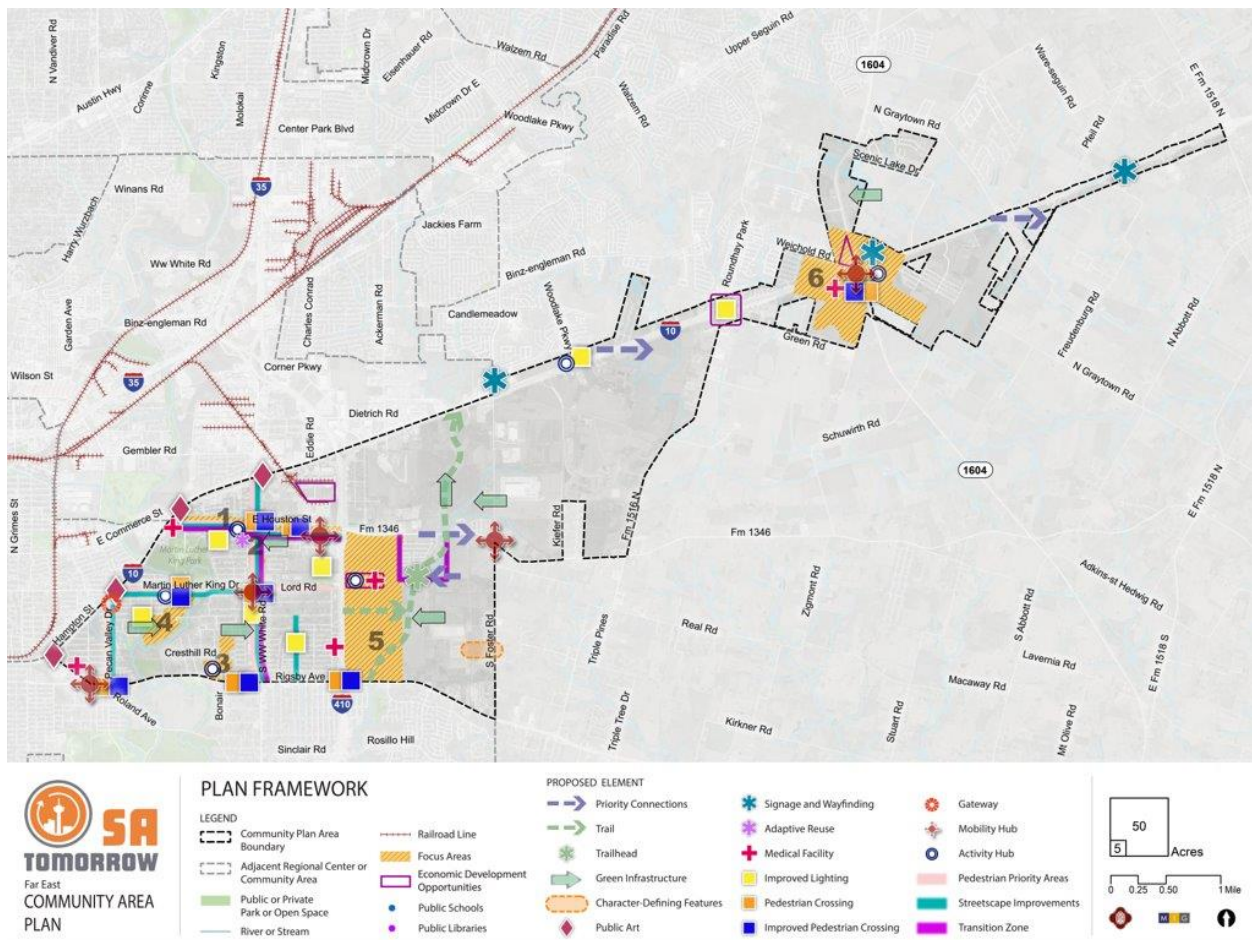 N Vandiver Rd
Kingston
Midcrown Dr
Eisenhauer Rd
Walzem Rd
Paradise Rd
Upper Seguin Rd
1604
Ware-seguin Rd
E Fm 1518 N
Austin Hwy
Corinne
Molokai
Midcrown Dr E
Walzem Rd
N Graytown Rd
Pfeil Rd
Center Park Blvd
Woodlake Pkwy
Scenic Lake Dr
35
Winans Rd
Harry Wurzbach
Jackies Farm
Ww White Rd
Weichold Rd
Roundhay Park
Binz-engleman Rd
6
Garden Ave
Charles Conrad
Ackerman Rd
Candlemeadow
Woodlake Pkwy
Binz-engleman Rd
10
Green Rd
Freudenburg Rd
N Abbott Rd
Wilson St
35
Corner Pkwy
N Graytown Rd
Dietrich Rd
Schuwirth Rd
Gembler Rd
Eddie Rd
1604
N Grimes St
E Commerce St
1
E Houston St
Fm 1346
Kiefer Rd
Fm 1516 N
Fm 1346
E Fm 1518 N
Martin Luther
King Park
2
10
Martin Luther King Dr
Lord Rd
Adkins-st Hedwig Rd
Hampton St
Pecan Valley Dr
4
S WW White Rd
5
S Foster Rd
Triple Pines
Real Rd
Zigmont Rd
S Abbott Rd
Cresthill Rd
3
Lavernia Rd
Rigsby Ave
Macaway Rd
E Fm 1518 S
Roland Ave
Bonair
410
Triple Tree Dr
Kirkner Rd
Stuart Rd
Mt Olive Rd
Sinclair Rd
Rosillo Hill
SA
TOMORROW
Far East
COMMUNITY AREA
PLAN
PLAN FRAMEWORK
LEGEND
Community Plan Area
Boundary
Adjacent Regional Center or
Community Area
Public or Private
Park or Open Space
River or Stream
Railroad Line
Focus Areas
Economic Development
Opportunities
Public Schools
Public Libraries
PROPOSED ELEMENT
Priority Connections
Trail
Trailhead
Green Infrastructure
Character-Defining Features
Public Art
Signage and Wayfinding
Adaptive Reuse
Medical Facility
Improved Lighting
Pedestrian Crossing
Improved Pedestrian Crossing
Gateway
Mobility Hub
Activity Hub
Pedestrian Priority Areas
Streetscape Improvements
Transition Zone
50
5
Acres
0 0.25 0.50 1 Mile
M I G